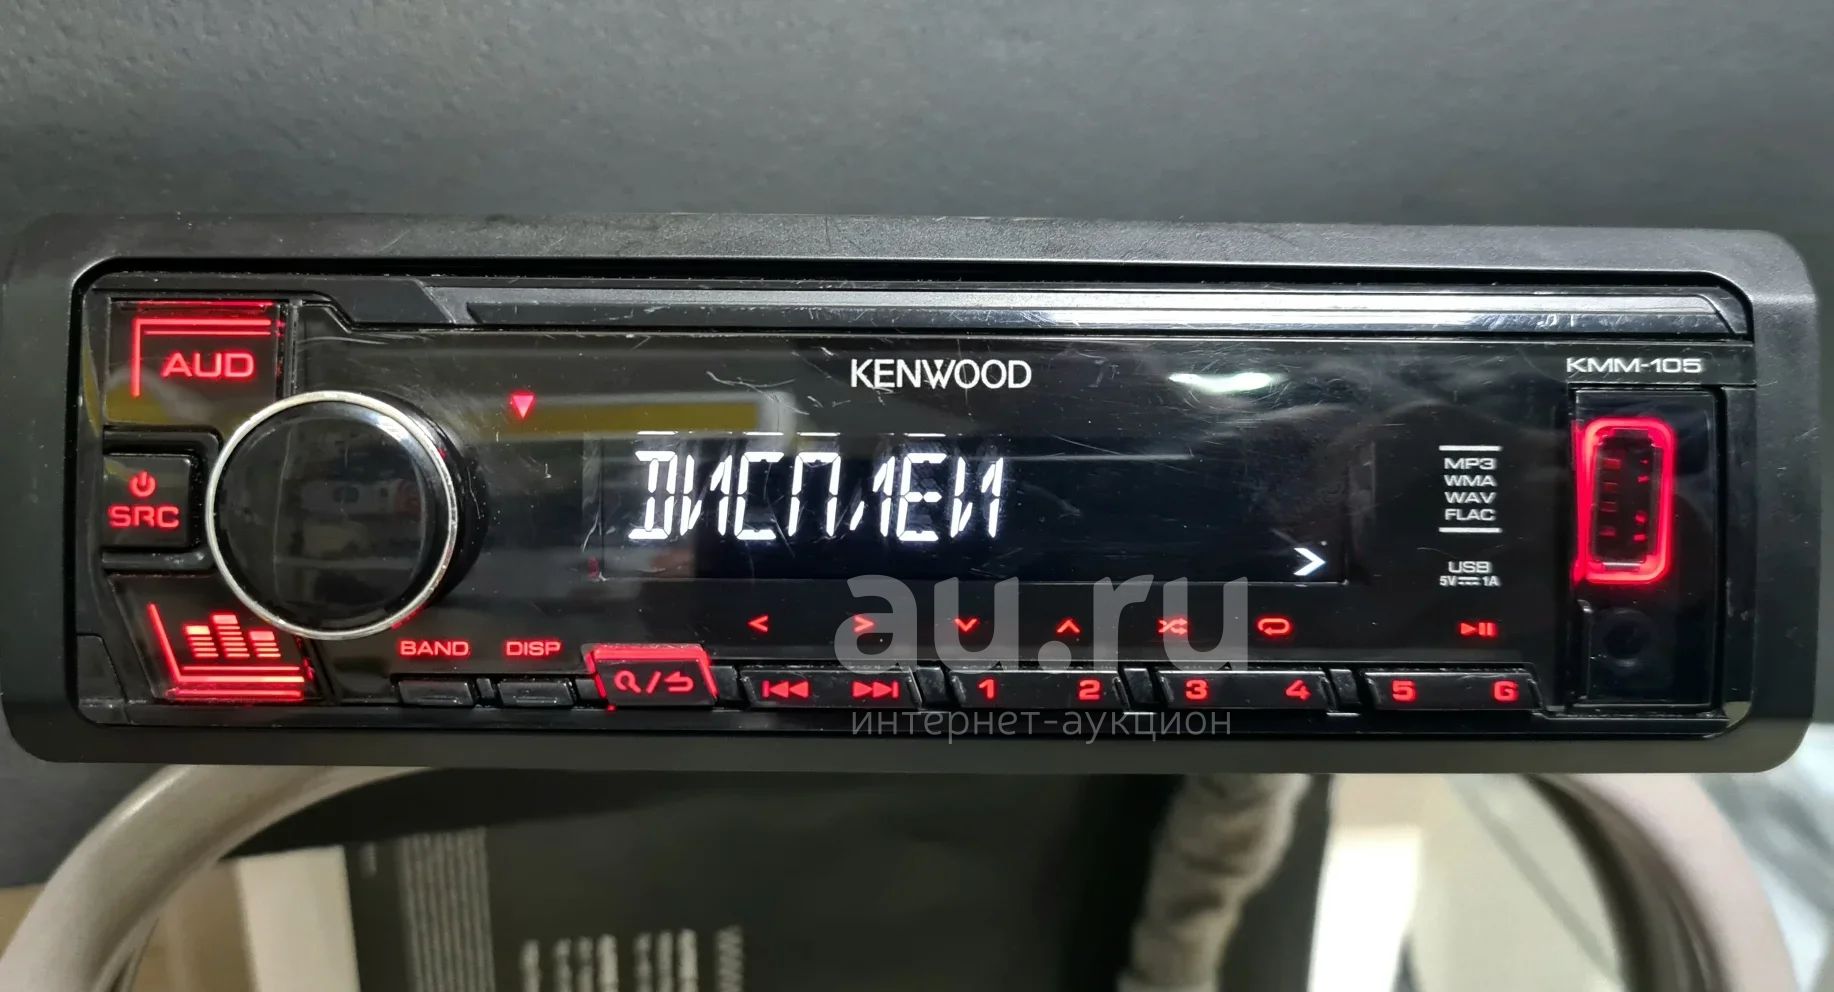 KENWOOD
KMM-105
AUD
SRC
ДИСПЛЕЙ
MP3
WMA
WAV
FLAC
USB
5V 1A
BAND
DISP
1
2
3
4
5
6
au.ru
интернет-аукцион